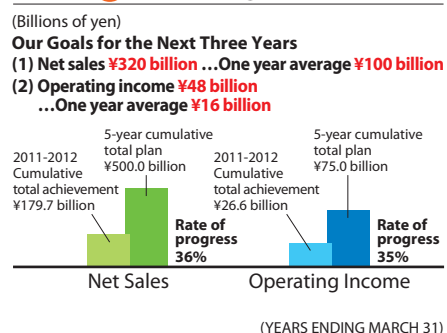 (Billions of yen)
Our Goals for the Next Three Years
(1) Net sales ¥320 billion …One year average ¥100 billion
(2) Operating income ¥48 billion
…One year average ¥16 billion
2011-2012
Cumulative
total achievement
¥179.7 billion
5-year cumulative
total plan
¥500.0 billion
Rate of
progress
36%
Net Sales
2011-2012
Cumulative
total achievement
¥26.6 billion
5-year cumulative
total plan
¥75.0 billion
Rate of
progress
35%
Operating Income
(YEARS ENDING MARCH 31)